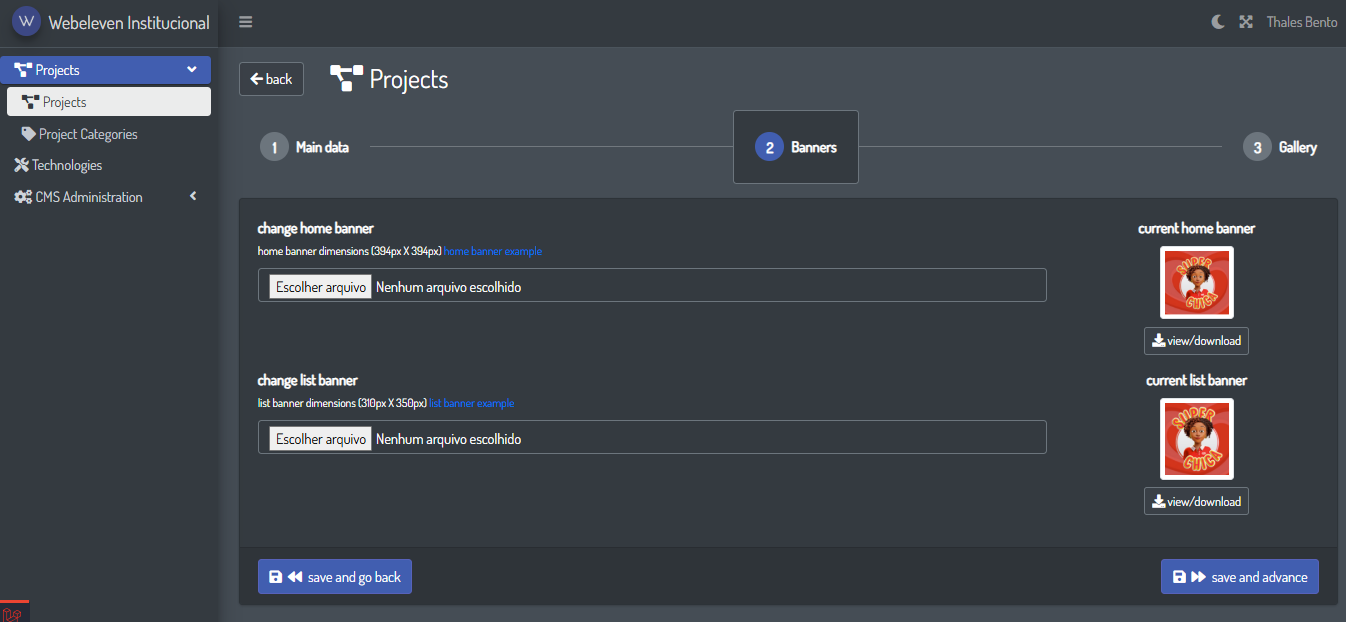 W Webeleven Institucional
Thales Bento
Projects
Projects
Project Categories
Technologies
CMS Administration
back
Projects
1 Main data
2 Banners
3 Gallery
change home banner
home banner dimensions (394px X 394px) home banner example
Escolher arquivo Nenhum arquivo escolhido
current home banner
SUPER
CHICA
view/download
change list banner
list banner dimensions (310px X 350px) list banner example
Escolher arquivo Nenhum arquivo escolhido
current list banner
SUPER
CHICA
view/download
save and go back
save and advance